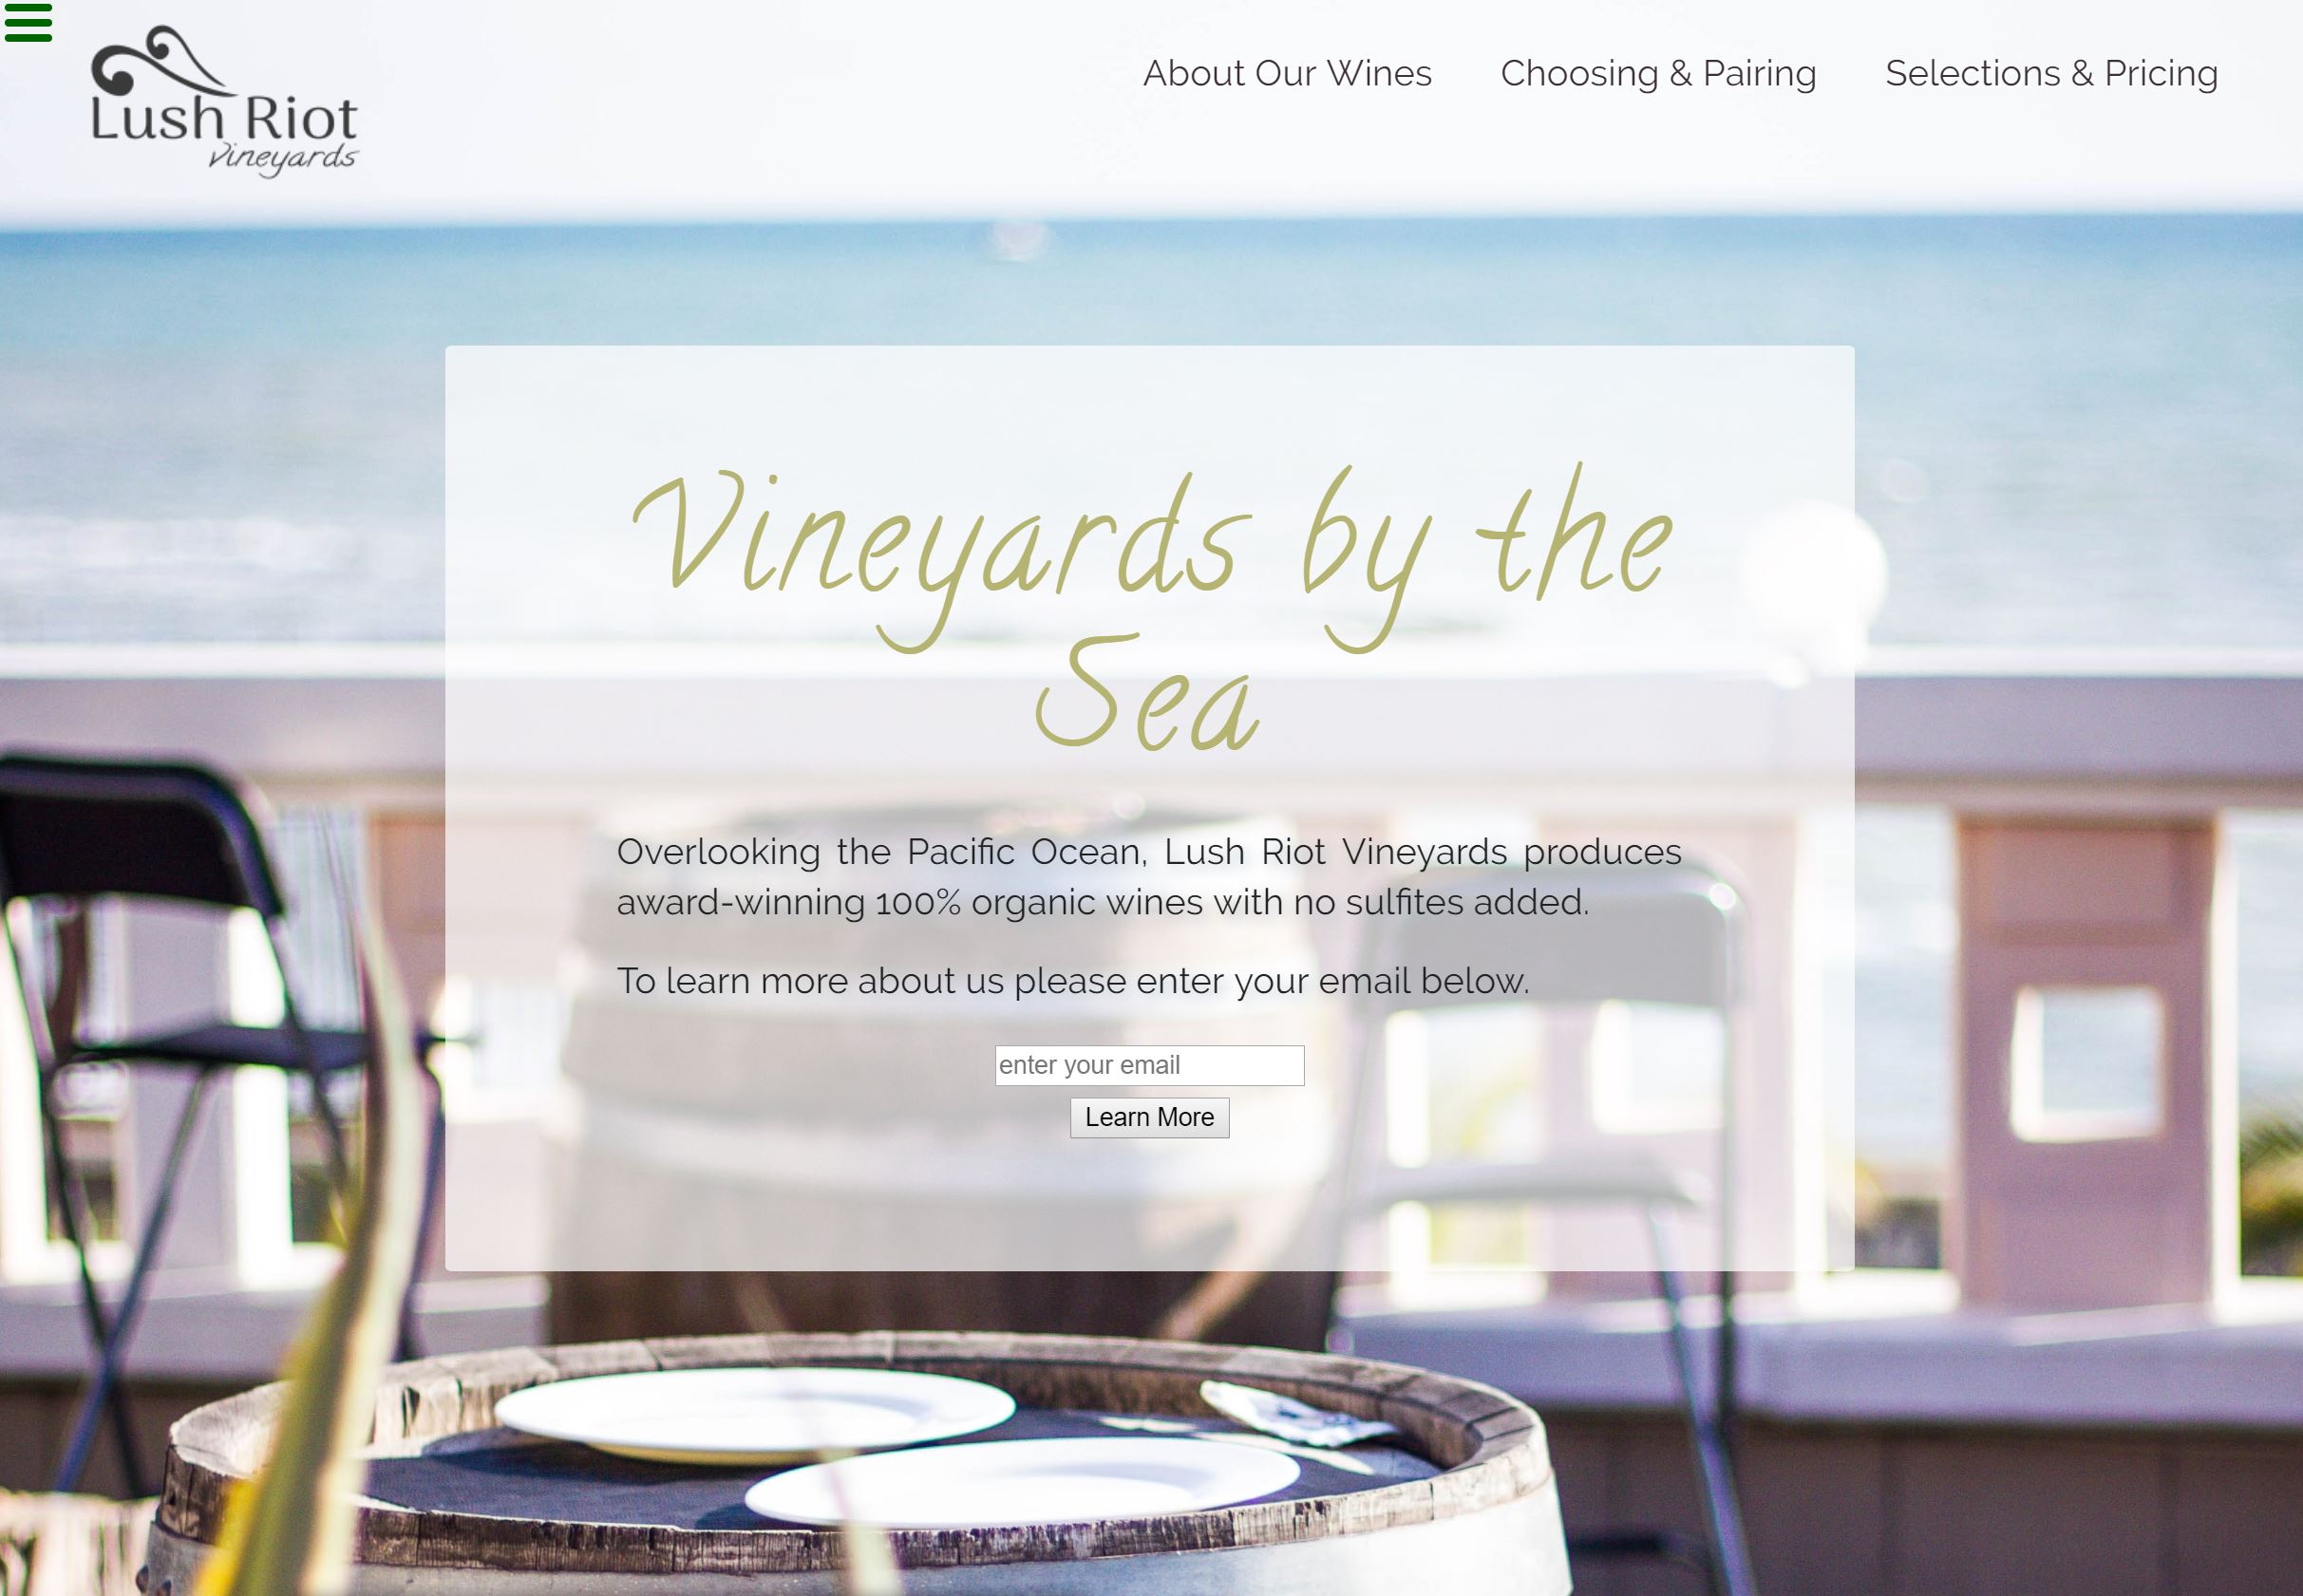 Lush Riot
Vineyards
About Our Wines
Choosing & Pairing
Selections & Pricing
Vineyards by the
Sea
Overlooking the Pacific Ocean, Lush Riot Vineyards produces
award-winning 100% organic wines with no sulfites added.
To learn more about us please enter your email below.
enter your email
Learn More